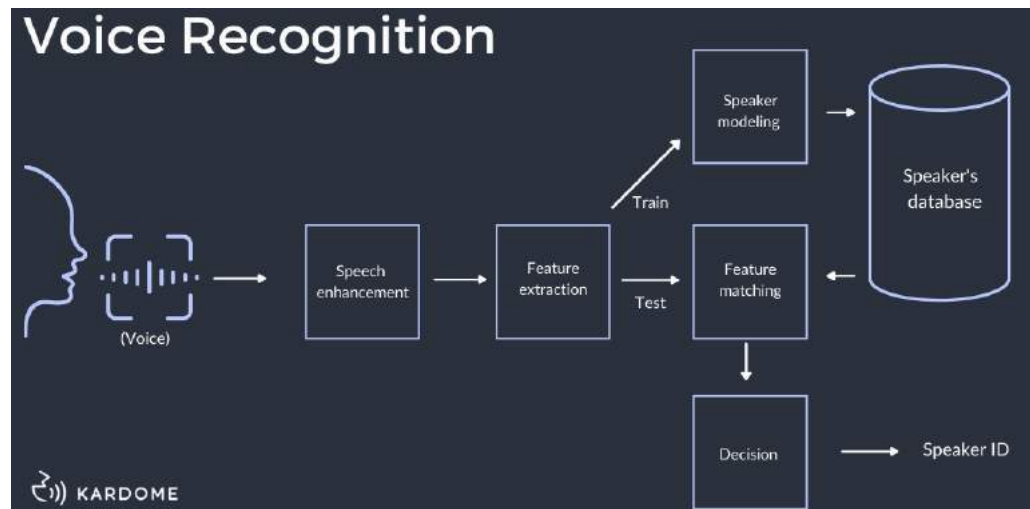 Voice Recognition
Speaker
modeling
Speaker's
database
Train
Speech
enhancement
Feature
extraction
Feature
matching
Test
(Voice)
Decision
Speaker ID
KARDOME